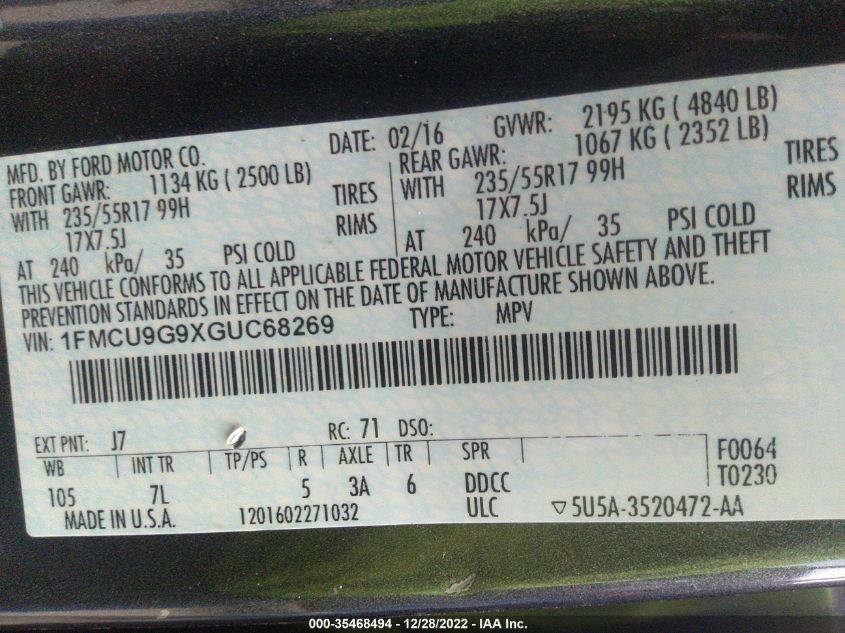 MFD. BY FORD MOTOR CO. DATE: 02/16 GVWR: 2195 KG ( 4840 LB)
FRONT GAWR: 1134 KG ( 2500 LB) REAR GAWR: 1067 KG ( 2352 LB)
WITH 235/55R17 99H TIRES WITH 235/55R17 99H TIRES
17X7.5J RIMS 17X7.5J RIMS
AT 240 kPa/ 35 PSI COLD AT 240 kPa/ 35 PSI COLD
THIS VEHICLE CONFORMS TO ALL APPLICABLE FEDERAL MOTOR VEHICLE SAFETY AND THEFT
PREVENTION STANDARDS IN EFFECT ON THE DATE OF MANUFACTURE SHOWN ABOVE.
VIN: 1FMCU9G9XGUC68269 TYPE: MPV
EXT PNT: J7 RC: 71 DSO:
WB INT TR TP/PS R AXLE TR SPR F0064
105 7L 5 3A 6 DDCC T0230
MADE IN U.S.A. 1201602271032 ULC ▽5U5A-3520472-AA
000-35468494 - 12/28/2022 - IAA Inc.